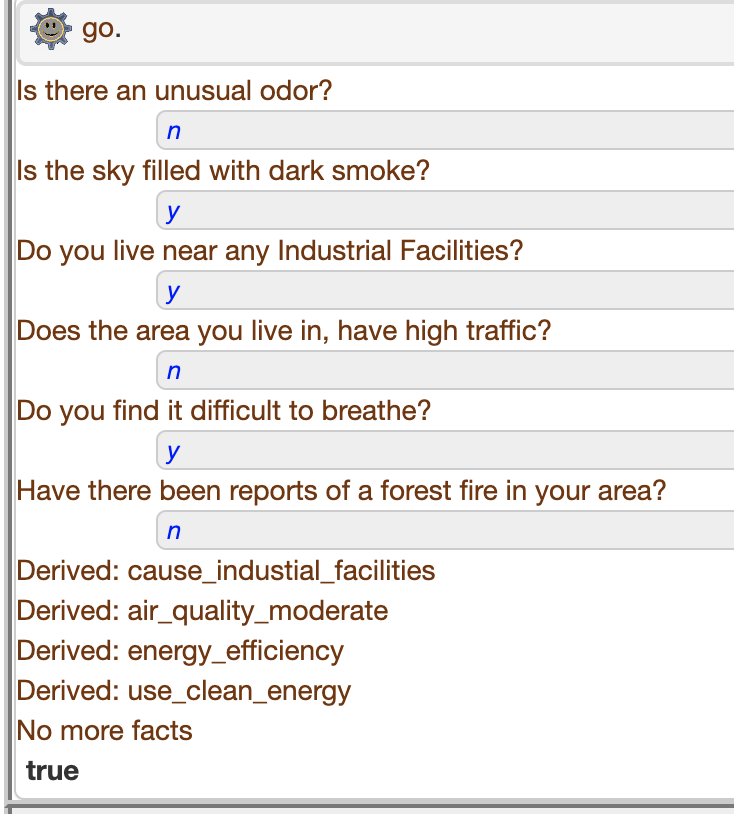 go.
Is there an unusual odor?
n
Is the sky filled with dark smoke?
y
Do you live near any Industrial Facilities?
y
Does the area you live in, have high traffic?
n
Do you find it difficult to breathe?
y
Have there been reports of a forest fire in your area?
n
Derived: cause_industial_facilities
Derived: air_quality_moderate
Derived: energy_efficiency
Derived: use_clean_energy
No more facts
true